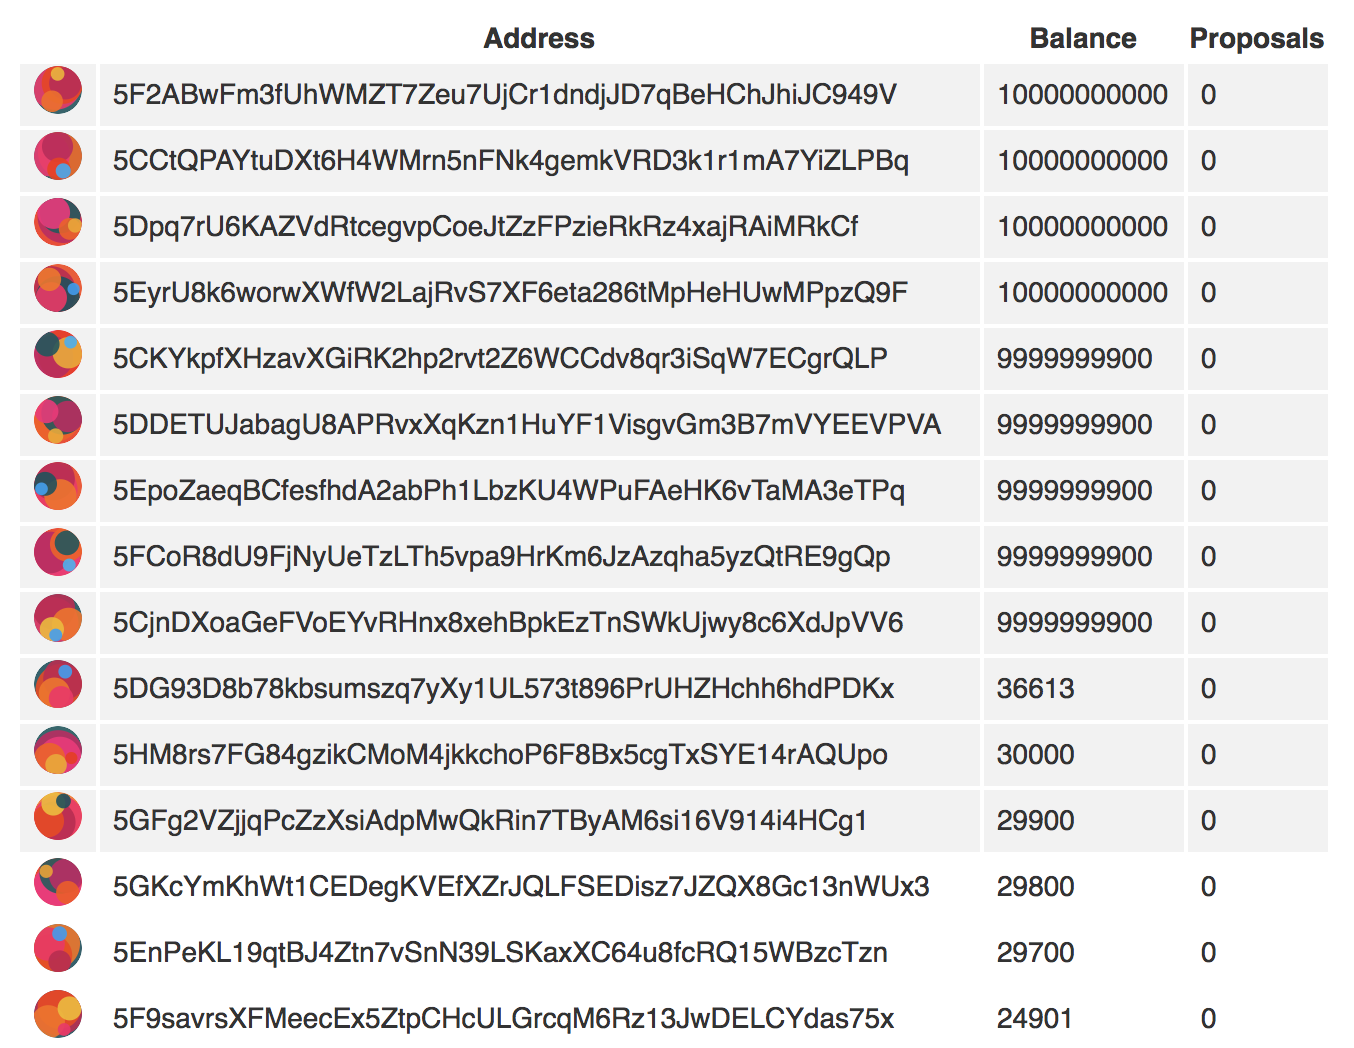 Address Balance Proposals
5F2ABwFm3fUhWMZT7Zeu7UjCr1dndjJD7qBeHChJhiJC949V 10000000000 0
5CCtQPAYtuDXt6H4WMrn5nFNk4gemkVRD3k1r1mA7YiZLPBq 10000000000 0
5Dpq7rU6KAZVdRtcegvpCoeJtZzFPzieRkRz4xajRAiMRkCf 10000000000 0
5EyrU8k6worwXWfW2LajRvS7XF6eta286tMpHeHUwMPpzQ9F 10000000000 0
5CKYkpfXHzavXGiRK2hp2rvt2Z6WCCdv8qr3iSqW7ECgrQLP 9999999900 0
5DDETUJabagU8APRvxXqKzn1HuYF1VisgvGm3B7mVYEEVPVA 9999999900 0
5EpoZaeqBCfesfhdA2abPh1LbzKU4WPuFAeHK6vTaMA3eTPq 9999999900 0
5FCoR8dU9FjNyUeTzLTh5vpa9HrKm6JzAzqha5yzQtRE9gQp 9999999900 0
5CjnDXoaGeFVoEYvRHnx8xehBpkEzTnSWkUjwy8c6XdJpVV6 9999999900 0
5DG93D8b78kbsumszq7yXy1UL573t896PrUHZHchh6hdPDKx 36613 0
5HM8rs7FG84gzikCMoM4jkkchoP6F8Bx5cgTxSYE14rAQUpo 30000 0
5GFg2VZjjqPcZzXsiAdpMwQkRin7TByAM6si16V914i4HCg1 29900 0
5GKcYmKhWt1CEDegKVEfXZrJQLFSEDisz7JZQX8Gc13nWUx3 29800 0
5EnPeKL19qtBJ4Ztn7vSnN39LSKaxXC64u8fcRQ15WBzcTzn 29700 0
5F9savrsXFMeecEx5ZtpCHcULGrcqM6Rz13JwDELCYdas75x 24901 0